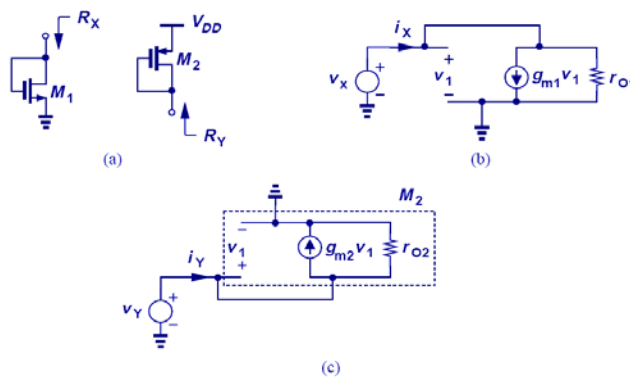 R_X
V_DD
M_1
M_2
R_Y
(a)
i_X
v_X
+
−
+
v_1
−
g_m1 v_1
r_O
(b)
M_2
−
v_1
+
g_m2 v_1
r_O2
i_Y
v_Y
+
−
(c)